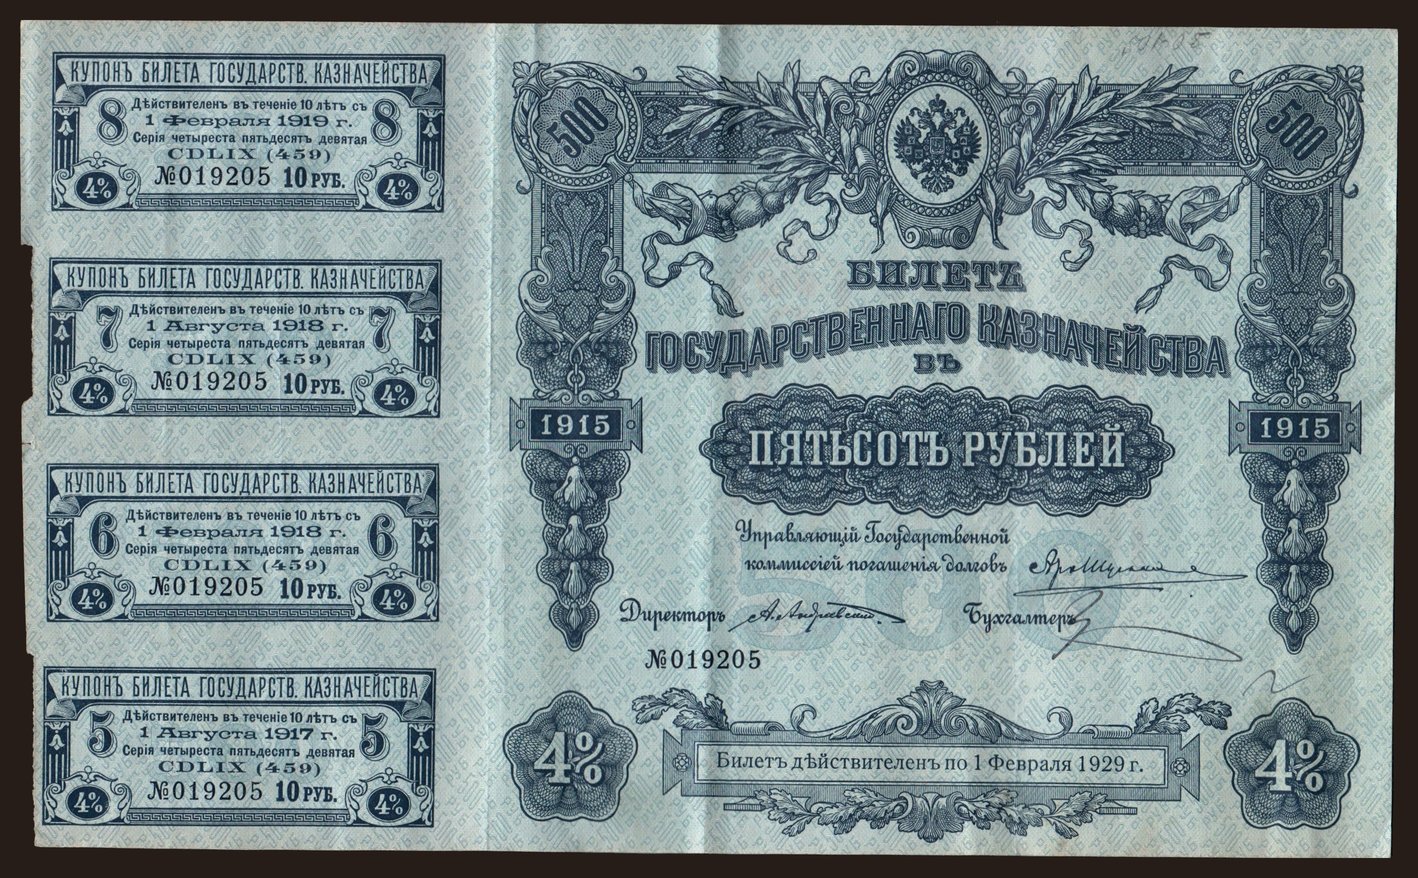 КУПОНЪ БИЛЕТА ГОСУДАРСТВ. КАЗНАЧЕЙСТВА
8 Дѣйствителенъ въ теченіе 10 лѣтъ съ 8
1 Февраля 1919 г.
Серія четыреста пятьдесятъ девятая
CDLIX (459)
№019205 10 РУБ.
4% 4%
КУПОНЪ БИЛЕТА ГОСУДАРСТВ. КАЗНАЧЕЙСТВА
7 Дѣйствителенъ въ теченіе 10 лѣтъ съ 7
1 Августа 1918 г.
Серія четыреста пятьдесятъ девятая
CDLIX (459)
№019205 10 РУБ.
4% 4%
КУПОНЪ БИЛЕТА ГОСУДАРСТВ. КАЗНАЧЕЙСТВА
6 Дѣйствителенъ въ теченіе 10 лѣтъ съ 6
1 Февраля 1918 г.
Серія четыреста пятьдесятъ девятая
CDLIX (459)
№019205 10 РУБ.
4% 4%
КУПОНЪ БИЛЕТА ГОСУДАРСТВ. КАЗНАЧЕЙСТВА
5 Дѣйствителенъ въ теченіе 10 лѣтъ съ 5
1 Августа 1917 г.
Серія четыреста пятьдесятъ девятая
CDLIX (459)
№019205 10 РУБ.
4% 4%
500 500
БИЛЕТЪ
ГОСУДАРСТВЕННАГО КАЗНАЧЕЙСТВА
ВЪ
1915 1915
ПЯТЬСОТЪ РУБЛЕЙ
500
Управляющій Государственной
коммиссіей погашенія долговъ
Директоръ Бухгалтеръ
№019205
4% 4%
Билетъ дѣйствителенъ по 1 Февраля 1929 г.